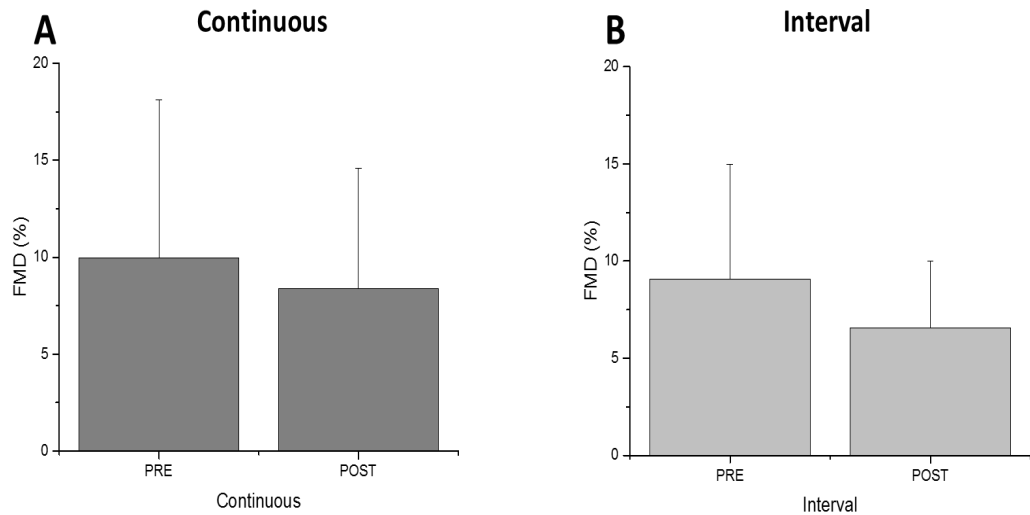 A
Continuous
20
15
10
5
0
FMD (%)
PRE
POST
Continuous
B
Interval
20
15
10
5
0
FMD (%)
PRE
POST
Interval